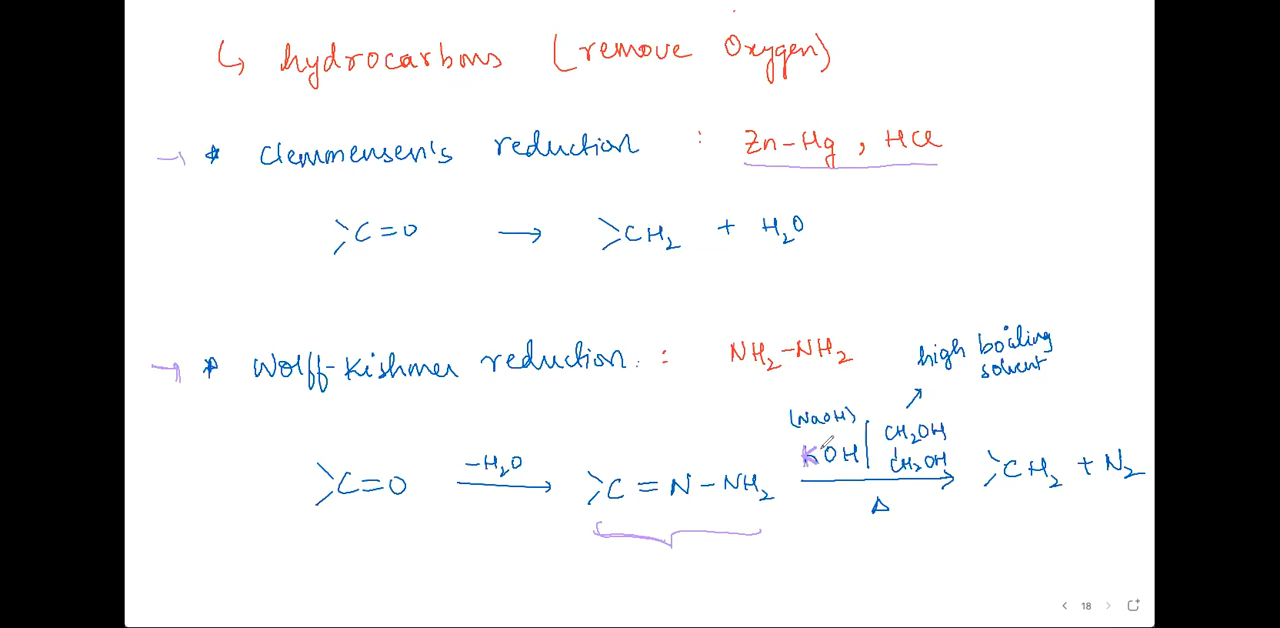 ↳ hydrocarbons (remove Oxygen)
→ * Clemmensen's reduction : Zn-Hg, HCl
>C=O → >CH₂ + H₂O
→ * Wolff-Kishner reduction : NH₂-NH₂
high boiling
solvent
(NaOH)
KOH | CH₂OH
CH₂OH
>C=O -H₂O → >C=N-NH₂ → >CH₂ + N₂
Δ
< 18 >